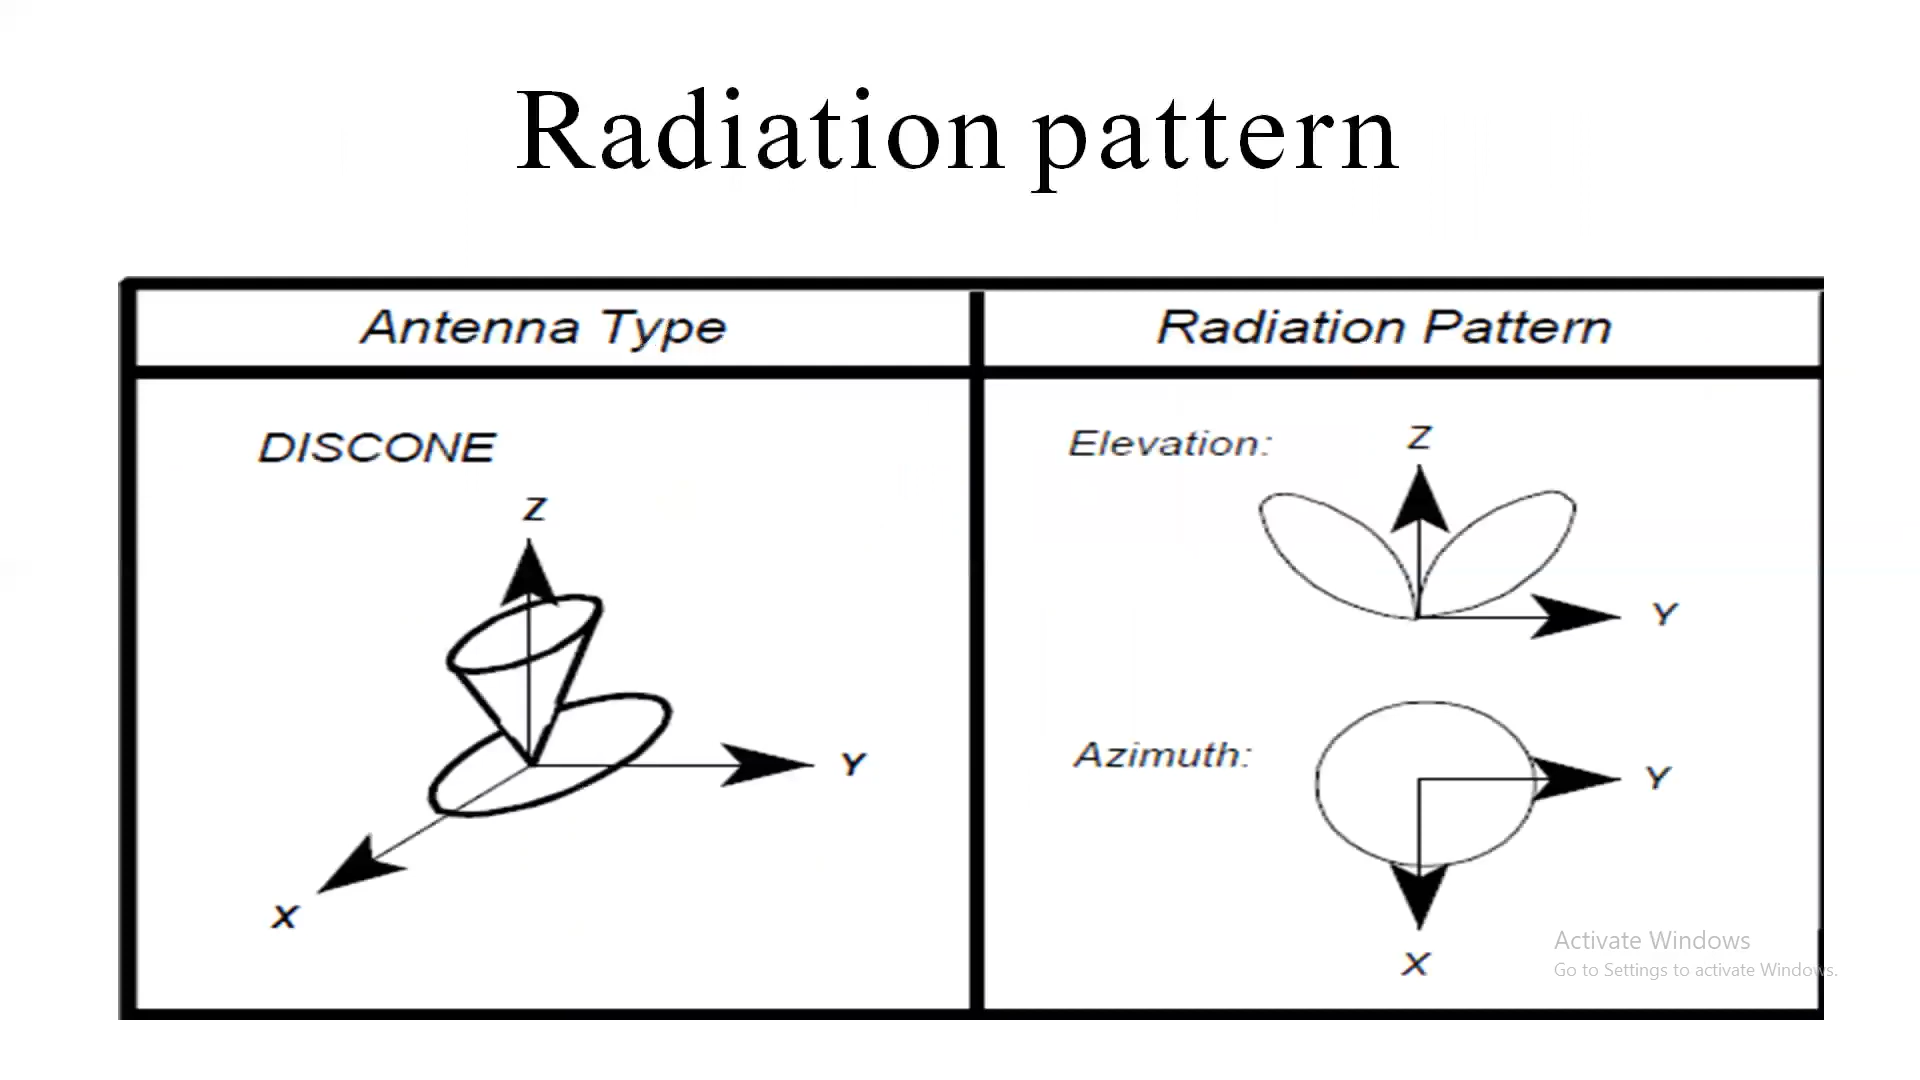 Radiation pattern
Antenna Type
Radiation Pattern
DISCONE
Z
Y
X
Elevation:
Z
Y
Azimuth:
Y
X
Activate Windows
Go to Settings to activate Windows.